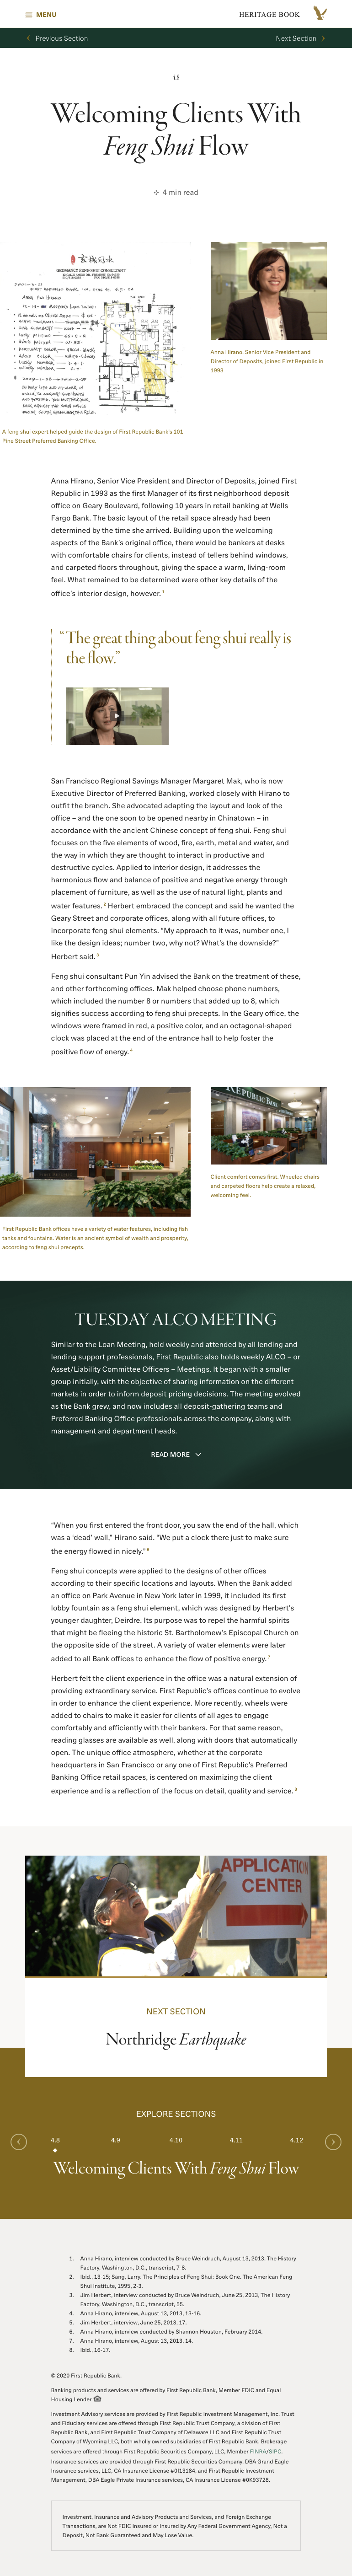 MENU
HERITAGE BOOK
Previous Section
Next Section
4.8
Welcoming Clients With
Feng Shui Flow
4 min read
GEOMANCY FENG SHUI CONSULTANT
Anna Hirano, Senior Vice President and
Director of Deposits, joined First Republic in
1993
A feng shui expert helped guide the design of First Republic Bank's 101
Pine Street Preferred Banking Office.
Anna Hirano, Senior Vice President and Director of Deposits, joined First
Republic in 1993 as the first Manager of its first neighborhood deposit
office on Geary Boulevard, following 10 years in retail banking at Wells
Fargo Bank. The basic layout of the retail space already had been
determined by the time she arrived. Building upon the welcoming
aspects of the Bank's original office, there would be bankers at desks
with comfortable chairs for clients, instead of tellers behind windows,
and carpeted floors throughout, giving the space a warm, living-room
feel. What remained to be determined were other key details of the
office's interior design, however. 1
“The great thing about feng shui really is
the flow.”
San Francisco Regional Savings Manager Margaret Mak, who is now
Executive Director of Preferred Banking, worked closely with Hirano to
outfit the branch. She advocated adapting the layout and look of the
office – and the one soon to be opened nearby in Chinatown – in
accordance with the ancient Chinese concept of feng shui. Feng shui
focuses on the five elements of wood, fire, earth, metal and water, and
the way in which they are thought to interact in productive and
destructive cycles. Applied to interior design, it addresses the
harmonious flow and balance of positive and negative energy through
placement of furniture, as well as the use of natural light, plants and
water features. 2 Herbert embraced the concept and said he wanted the
Geary Street and corporate offices, along with all future offices, to
incorporate feng shui elements. “My approach to it was, number one, I
like the design ideas; number two, why not? What's the downside?”
Herbert said. 3
Feng shui consultant Pun Yin advised the Bank on the treatment of these,
and other forthcoming offices. Mak helped choose phone numbers,
which included the number 8 or numbers that added up to 8, which
signifies success according to feng shui precepts. In the Geary office, the
windows were framed in red, a positive color, and an octagonal-shaped
clock was placed at the end of the entrance hall to help foster the
positive flow of energy. 4
REPUBLIC BANK
Client comfort comes first. Wheeled chairs
and carpeted floors help create a relaxed,
welcoming feel.
First Republic Bank offices have a variety of water features, including fish
tanks and fountains. Water is an ancient symbol of wealth and prosperity,
according to feng shui precepts.
TUESDAY ALCO MEETING
Similar to the Loan Meeting, held weekly and attended by all lending and
lending support professionals, First Republic also holds weekly ALCO – or
Asset/Liability Committee Officers – Meetings. It began with a smaller
group initially, with the objective of sharing information on the different
markets in order to inform deposit pricing decisions. The meeting evolved
as the Bank grew, and now includes all deposit-gathering teams and
Preferred Banking Office professionals across the company, along with
management and department heads.
READ MORE
“When you first entered the front door, you saw the end of the hall, which
was a ‘dead’ wall,” Hirano said. “We put a clock there just to make sure
the energy flowed in nicely.” 6
Feng shui concepts were applied to the designs of other offices
according to their specific locations and layouts. When the Bank added
an office on Park Avenue in New York later in 1999, it included its first
lobby fountain as a feng shui element, which was designed by Herbert's
younger daughter, Deirdre. Its purpose was to repel the harmful spirits
that might be fleeing the historic St. Bartholomew's Episcopal Church on
the opposite side of the street. A variety of water elements were later
added to all Bank offices to enhance the flow of positive energy. 7
Herbert felt the client experience in the office was a natural extension of
providing extraordinary service. First Republic's offices continue to evolve
in order to enhance the client experience. More recently, wheels were
added to chairs to make it easier for clients of all ages to engage
comfortably and efficiently with their bankers. For that same reason,
reading glasses are available as well, along with doors that automatically
open. The unique office atmosphere, whether at the corporate
headquarters in San Francisco or any one of First Republic's Preferred
Banking Office retail spaces, is centered on maximizing the client
experience and is a reflection of the focus on detail, quality and service. 8
APPLICATION
CENTER
NEXT SECTION
Northridge Earthquake
EXPLORE SECTIONS
4.8
4.9
4.10
4.11
4.12
Welcoming Clients With Feng Shui Flow
1. Anna Hirano, interview conducted by Bruce Weindruch, August 13, 2013, The History
Factory, Washington, D.C., transcript, 7-8.
2. Ibid., 13-15; Sang, Larry. The Principles of Feng Shui: Book One. The American Feng
Shui Institute, 1995, 2-3.
3. Jim Herbert, interview conducted by Bruce Weindruch, June 25, 2013, The History
Factory, Washington, D.C., transcript, 55.
4. Anna Hirano, interview, August 13, 2013, 13-16.
5. Jim Herbert, interview, June 25, 2013, 17.
6. Anna Hirano, interview conducted by Shannon Houston, February 2014.
7. Anna Hirano, interview, August 13, 2013, 14.
8. Ibid., 16-17.
© 2020 First Republic Bank.
Banking products and services are offered by First Republic Bank, Member FDIC and Equal
Housing Lender
Investment Advisory services are provided by First Republic Investment Management, Inc. Trust
and Fiduciary services are offered through First Republic Trust Company, a division of First
Republic Bank, and First Republic Trust Company of Delaware LLC and First Republic Trust
Company of Wyoming LLC, both wholly owned subsidiaries of First Republic Bank. Brokerage
services are offered through First Republic Securities Company, LLC, Member FINRA/SIPC.
Insurance services are provided through First Republic Securities Company, DBA Grand Eagle
Insurance services, LLC, CA Insurance License #0I13184, and First Republic Investment
Management, DBA Eagle Private Insurance services, CA Insurance License #0K93728.
Investment, Insurance and Advisory Products and Services, and Foreign Exchange
Transactions, are Not FDIC Insured or Insured by Any Federal Government Agency, Not a
Deposit, Not Bank Guaranteed and May Lose Value.